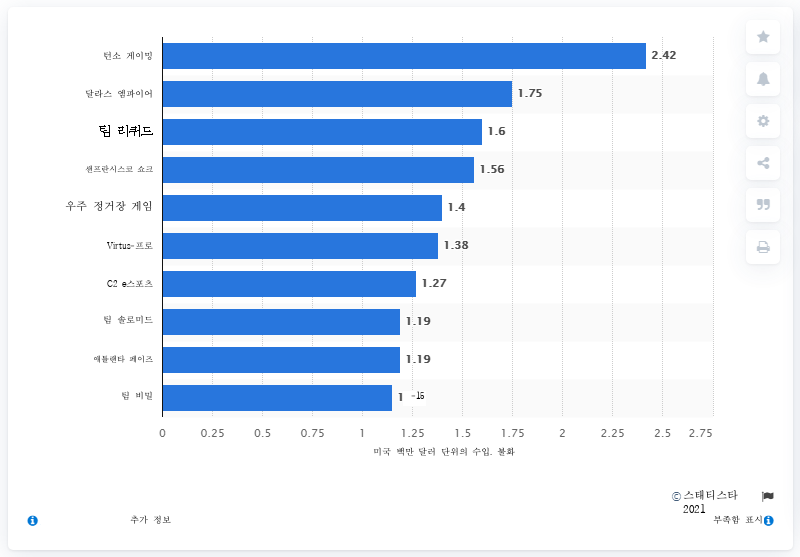 턴소 게이밍
2.42
달라스 엠파이어
1.75
팀 리퀴드
1.6
샌프란시스코 쇼크
1.56
우주 정거장 게임
1.4
Virtus-프로
1.38
C2 e스포츠
1.27
팀 솔로미드
1.19
애틀랜타 페이즈
1.19
팀 비밀
1 -15
0 0.25 0.5 0.75 1 1.25 1.5 1.75 2 2.25 2.5 2.75
미국 백만 달러 단위의 수입. 불화
© 스태티스타
2021
추가 정보
부족함 표시